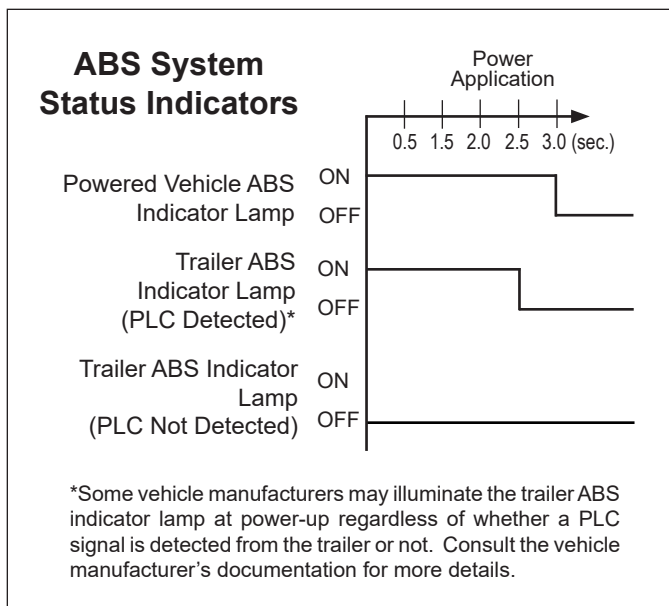 ABS System
Status Indicators
Power
Application
0.5 1.5 2.0 2.5 3.0 (sec.)
Powered Vehicle ABS
Indicator Lamp
ON
OFF
Trailer ABS
Indicator Lamp
(PLC Detected)*
ON
OFF
Trailer ABS Indicator
Lamp
(PLC Not Detected)
ON
OFF
*Some vehicle manufacturers may illuminate the trailer ABS
indicator lamp at power-up regardless of whether a PLC
signal is detected from the trailer or not. Consult the vehicle
manufacturer's documentation for more details.